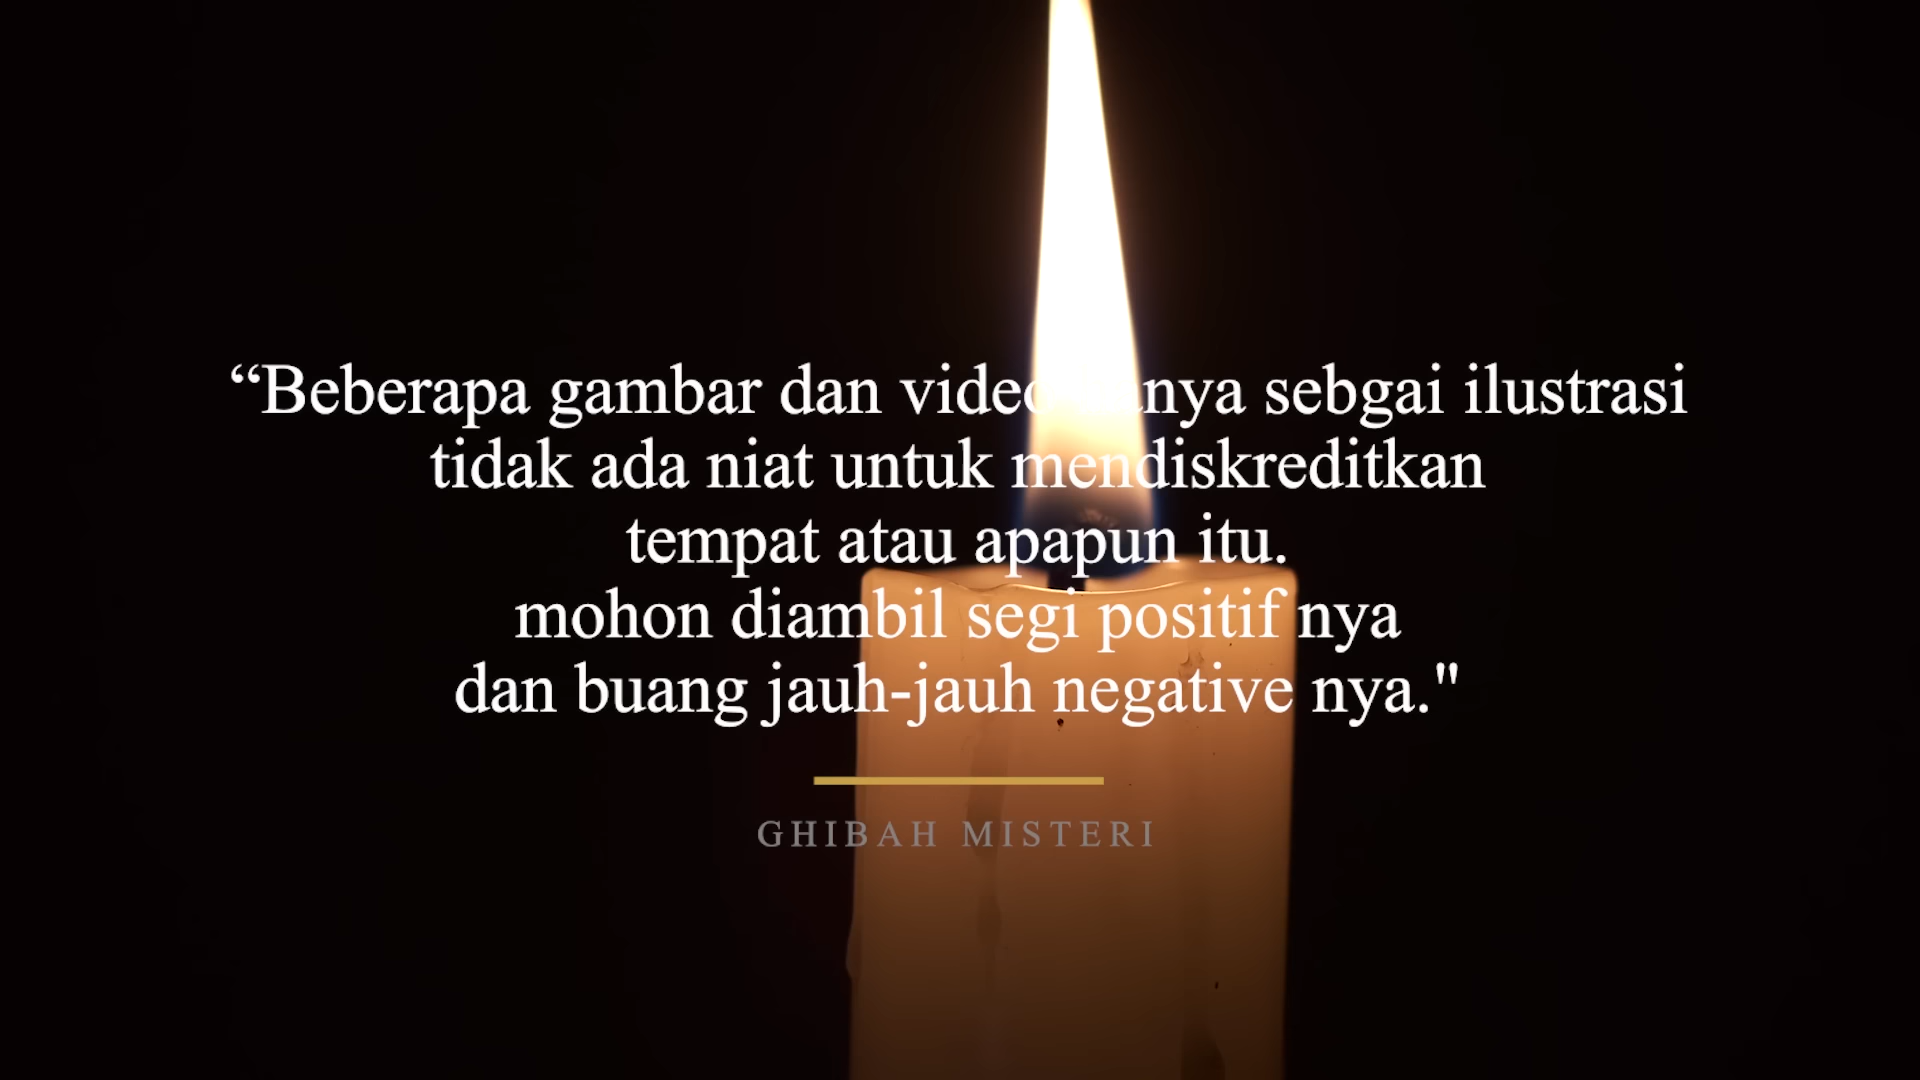 “Beberapa gambar dan video nya sebgai ilustrasi
tidak ada niat untuk mendiskreditkan
tempat atau apapun itu.
mohon diambil segi positif nya
dan buang jauh-jauh negative nya."
GHIBAH MISTERI